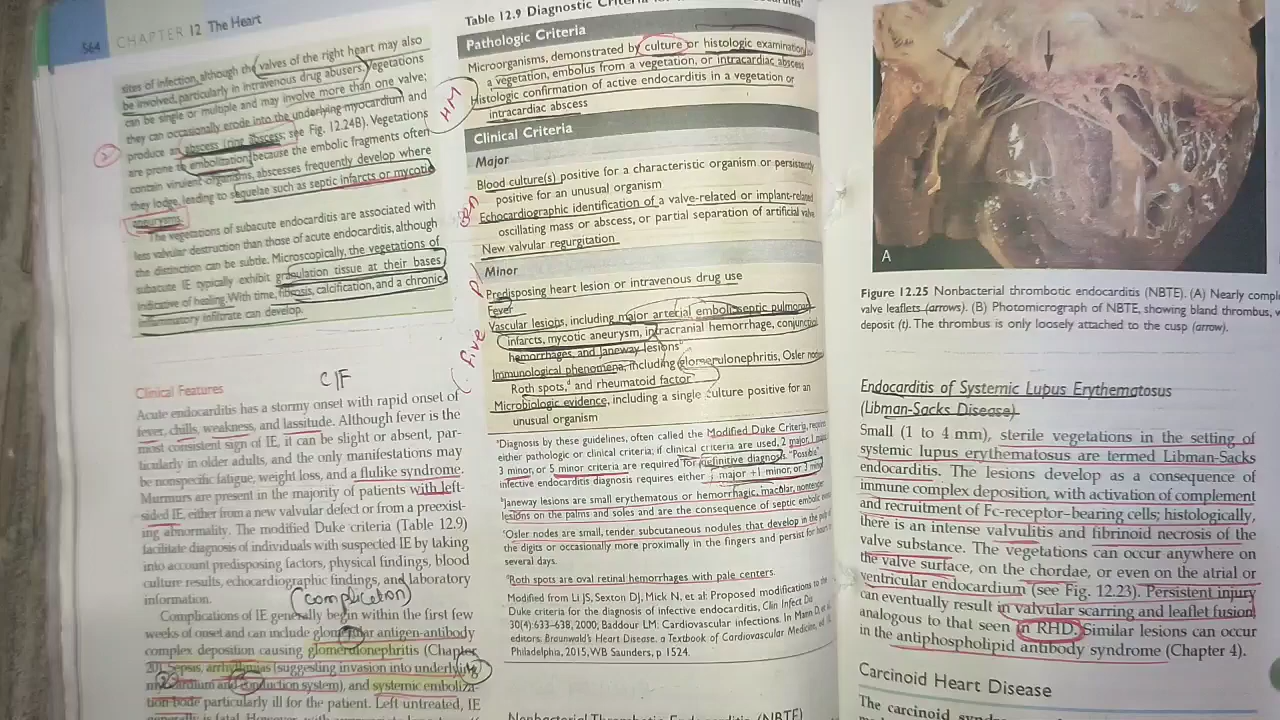 564 CHAPTER 12 The Heart
sites of infection, although the valves of the right heart may also
be involved, particularly in intravenous drug abusers. Vegetations
can be single or multiple and may involve more than one valve;
they can occasionally erode into the underlying myocardium and
produce an abscess (ring abscess; see Fig. 12.24B). Vegetations
are prone to embolization; because the embolic fragments often
contain virulent organisms, abscesses frequently develop where
they lodge, leading to sequelae such as septic infarcts or mycotic
aneurysms.
The vegetations of subacute endocarditis are associated with
less valvular destruction than those of acute endocarditis, although
the distinction can be subtle. Microscopically, the vegetations of
subacute IE typically exhibit granulation tissue at their bases
indicative of healing. With time, fibrosis, calcification, and a chronic
inflammatory infiltrate can develop.
C/F
Clinical Features
Acute endocarditis has a stormy onset with rapid onset of
fever, chills, weakness, and lassitude. Although fever is the
most consistent sign of IE, it can be slight or absent, par-
ticularly in older adults, and the only manifestations may
be nonspecific fatigue, weight loss, and a flulike syndrome.
Murmurs are present in the majority of patients with left-
sided IE, either from a new valvular defect or from a preexist-
ing abnormality. The modified Duke criteria (Table 12.9)
facilitate diagnosis of individuals with suspected IE by taking
into account predisposing factors, physical findings, blood
culture results, echocardiographic findings, and laboratory
information.
(complication)
Complications of IE generally begin within the first few
weeks of onset and can include glomerular antigen-antibody
complex deposition causing glomerulonephritis (Chapter
20). Sepsis, arrhythmias (suggesting invasion into underlying
myocardium and conduction system), and systemic emboliza-
tion bode particularly ill for the patient. Left untreated, IE
generally is fatal. However, with
Table 12.9 Diagnostic
Pathologic Criteria
Microorganisms, demonstrated by culture or histologic examination,
a vegetation, embolus from a vegetation, or intracardiac abscess
Histologic confirmation of active endocarditis in a vegetation or
intracardiac abscess
HM
Clinical Criteria
Major
Blood culture(s) positive for a characteristic organism or persistently
positive for an unusual organism
Echocardiographic identification of a valve-related or implant-related
oscillating mass or abscess, or partial separation of artificial valve
New valvular regurgitation
Minor
Predisposing heart lesion or intravenous drug use
Fever
Vascular lesions, including major arterial emboli, septic pulmonary
infarcts, mycotic aneurysm, intracranial hemorrhage, conjunctival
hemorrhages, and Janeway lesions
Immunological phenomena, including glomerulonephritis, Osler nodes
Roth spots,d and rheumatoid factor
Microbiologic evidence, including a single culture positive for an
unusual organism
Five
aDiagnosis by these guidelines, often called the Modified Duke Criteria, requires
either pathologic or clinical criteria; if clinical criteria are used, 2 major, 1 major
3 minor, or 5 minor criteria are required for definitive diagnosis. "Possible"
infective endocarditis diagnosis requires either 1 major +1 minor, or 3 minor
bJaneway lesions are small erythematous or hemorrhagic, macular, nontender
lesions on the palms and soles and are the consequence of septic embolic
cOsler nodes are small, tender subcutaneous nodules that develop in the pulp of
the digits or occasionally more proximally in the fingers and persist for hours
several days.
dRoth spots are oval retinal hemorrhages with pale centers.
Modified from Li JS, Sexton DJ, Mick N, et al: Proposed modifications to the
Duke criteria for the diagnosis of infective endocarditis, Clin Infect Dis
30(4):633–638, 2000; Baddour LM. Cardiovascular infections. In Mann D, et al.
editors: Braunwald's Heart Disease: a Textbook of Cardiovascular Medicine, ed.
Philadelphia, 2015, WB Saunders, p 1524.
Nonbacterial Thrombotic Endocarditis (NBTE)
A
Figure 12.25 Nonbacterial thrombotic endocarditis (NBTE). (A) Nearly
valve leaflets (arrows). (B) Photomicrograph of NBTE, showing bland thrombus,
deposit (t). The thrombus is only loosely attached to the cusp (arrow).
Endocarditis of Systemic Lupus Erythematosus
(Libman-Sacks Disease)
Small (1 to 4 mm), sterile vegetations in the setting of
systemic lupus erythematosus are termed Libman-Sacks
endocarditis. The lesions develop as a consequence of
immune complex deposition, with activation of complement
and recruitment of Fc-receptor–bearing cells; histologically,
there is an intense valvulitis and fibrinoid necrosis of the
valve substance. The vegetations can occur anywhere on
the valve surface, on the chordae, or even on the atrial or
ventricular endocardium (see Fig. 12.23). Persistent injury
can eventually result in valvular scarring and leaflet fusion,
analogous to that seen in RHD. Similar lesions can occur
in the antiphospholipid antibody syndrome (Chapter 4).
Carcinoid Heart Disease
The carcinoid